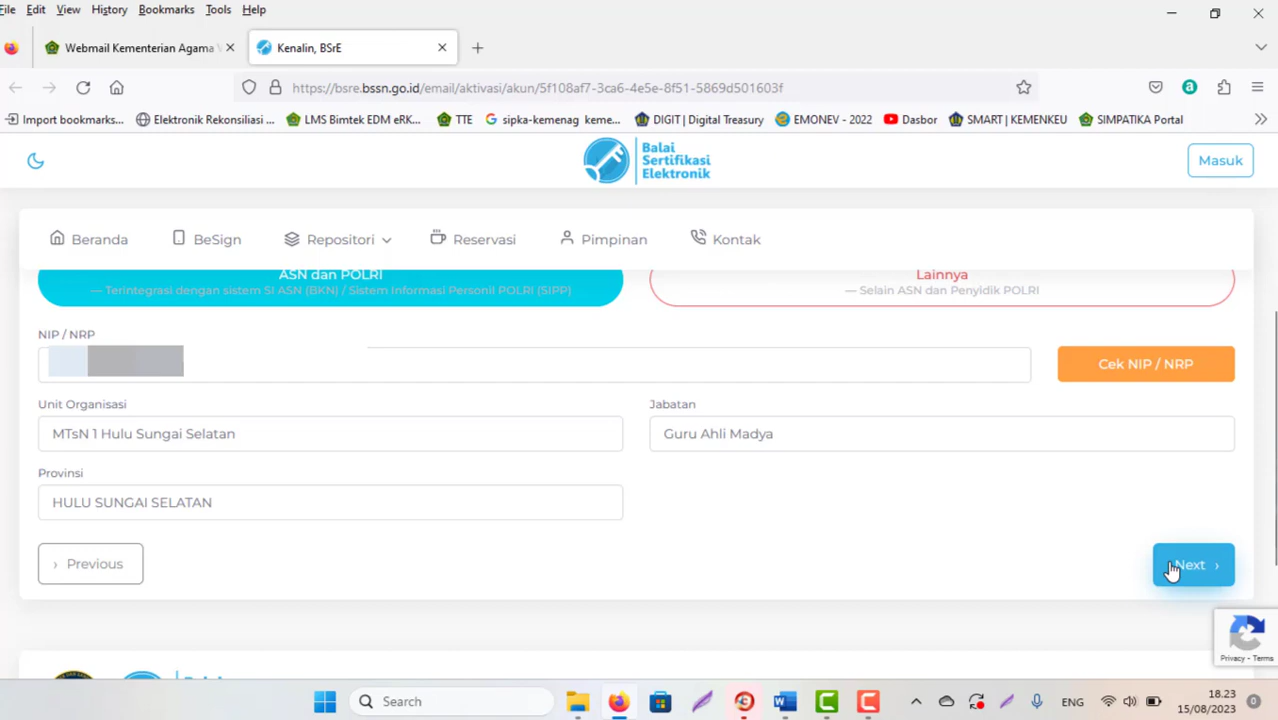 File Edit View History Bookmarks Tools Help
Webmail Kementerian Agama
Kenalin, BSrE
https://bsre.bssn.go.id/email/aktivasi/akun/5ff08af7-3ca6-4e5e-8f51-5869d501603f
Import bookmarks... Elektronik Rekonsiliasi ... LMS Bimtek EDM eRK... TTE sipka-kemenag keme... DIGIT | Digital Treasury EMONEV - 2022 Dasbor SMART | KEMENKEU SIMPATIKA Portal
Balai
Sertifikasi
Elektronik
Masuk
Beranda BeSign Repositori Reservasi Pimpinan Kontak
ASN dan POLRI
— Terintegrasi dengan sistem SI ASN (BKN) / Sistem Informasi Personil POLRI (SIPP)
Lainnya
— Selain ASN dan Penyidik POLRI
NIP / NRP
Cek NIP / NRP
Unit Organisasi
MTsN 1 Hulu Sungai Selatan
Jabatan
Guru Ahli Madya
Provinsi
HULU SUNGAI SELATAN
‹ Previous
Next ›
Privacy - Terms
Search
ENG
18.23
15/08/2023